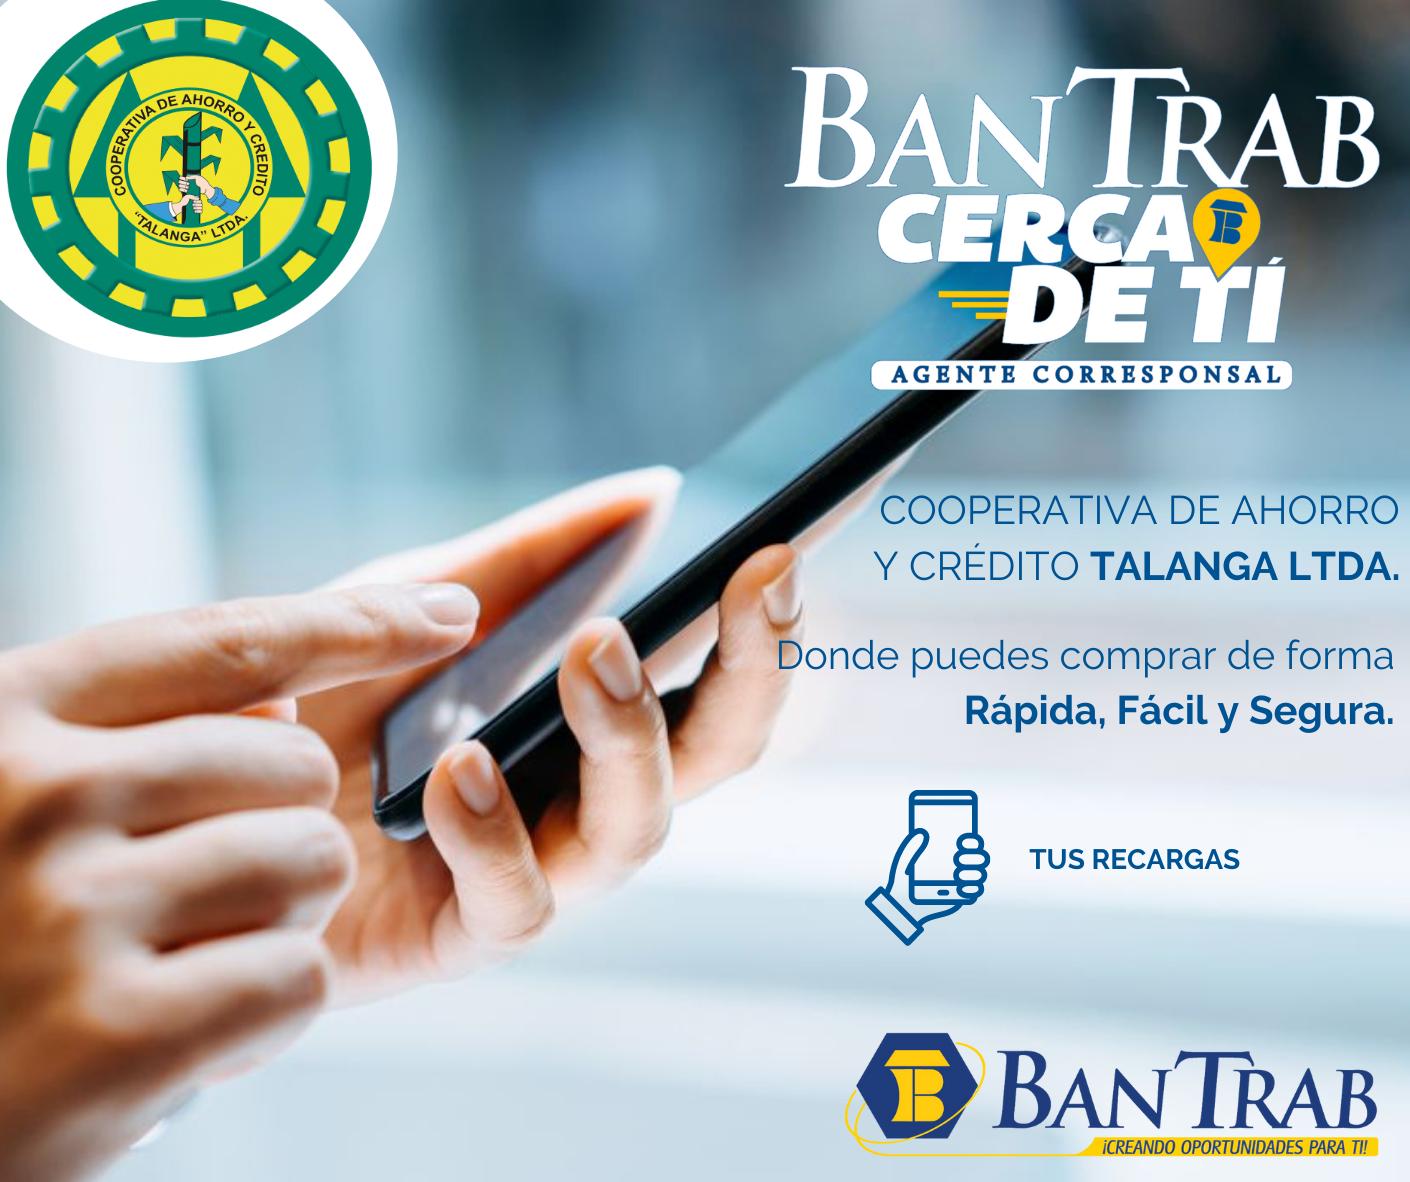 COOPERATIVA DE AHORRO Y CREDITO
"TALANGA" LTDA.
BANTRAB
CERCA
DE TÍ
AGENTE CORRESPONSAL
COOPERATIVA DE AHORRO
Y CRÉDITO TALANGA LTDA.
Donde puedes comprar de forma
Rápida, Fácil y Segura.
TUS RECARGAS
BANTRAB
¡CREANDO OPORTUNIDADES PARA TI!